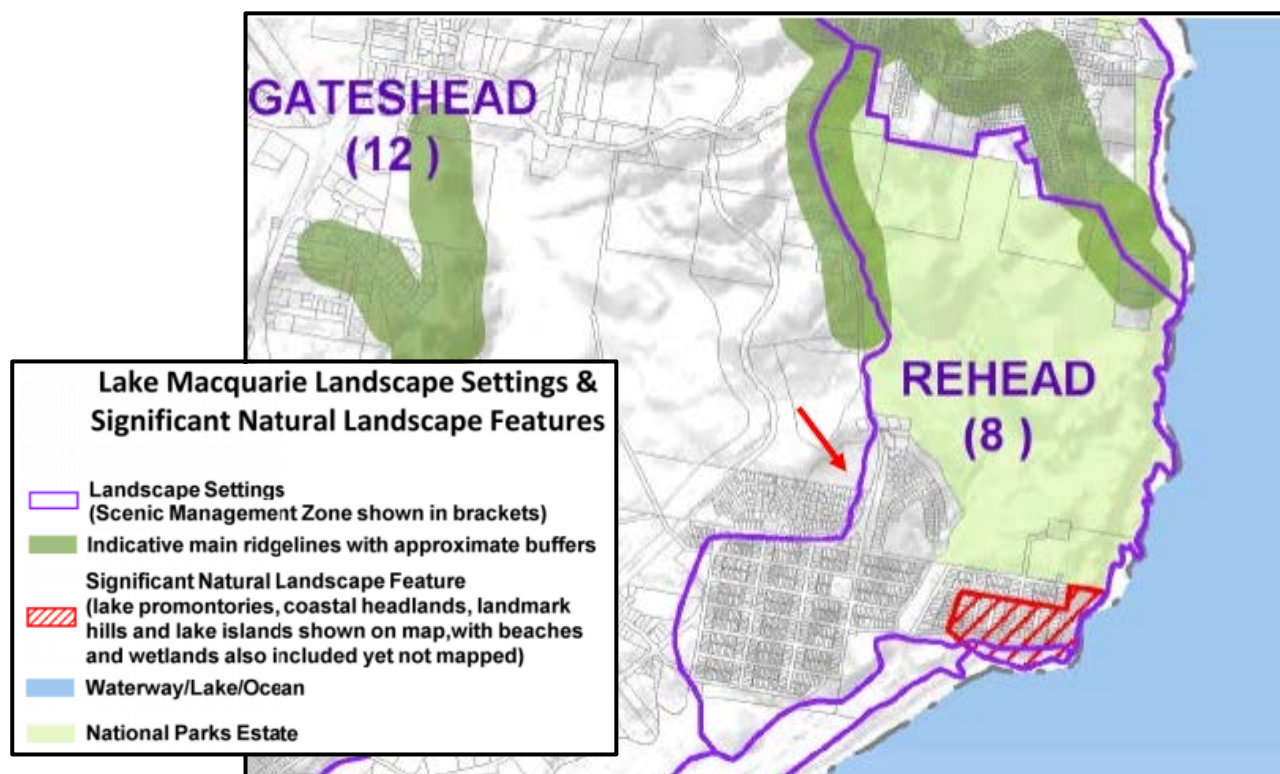 GATESHEAD
(12 )
REHEAD
(8 )
Lake Macquarie Landscape Settings &
Significant Natural Landscape Features
Landscape Settings
(Scenic Management Zone shown in brackets)
Indicative main ridgelines with approximate buffers
Significant Natural Landscape Feature
(lake promontories, coastal headlands, landmark
hills and lake islands shown on map,with beaches
and wetlands also included yet not mapped)
Waterway/Lake/Ocean
National Parks Estate